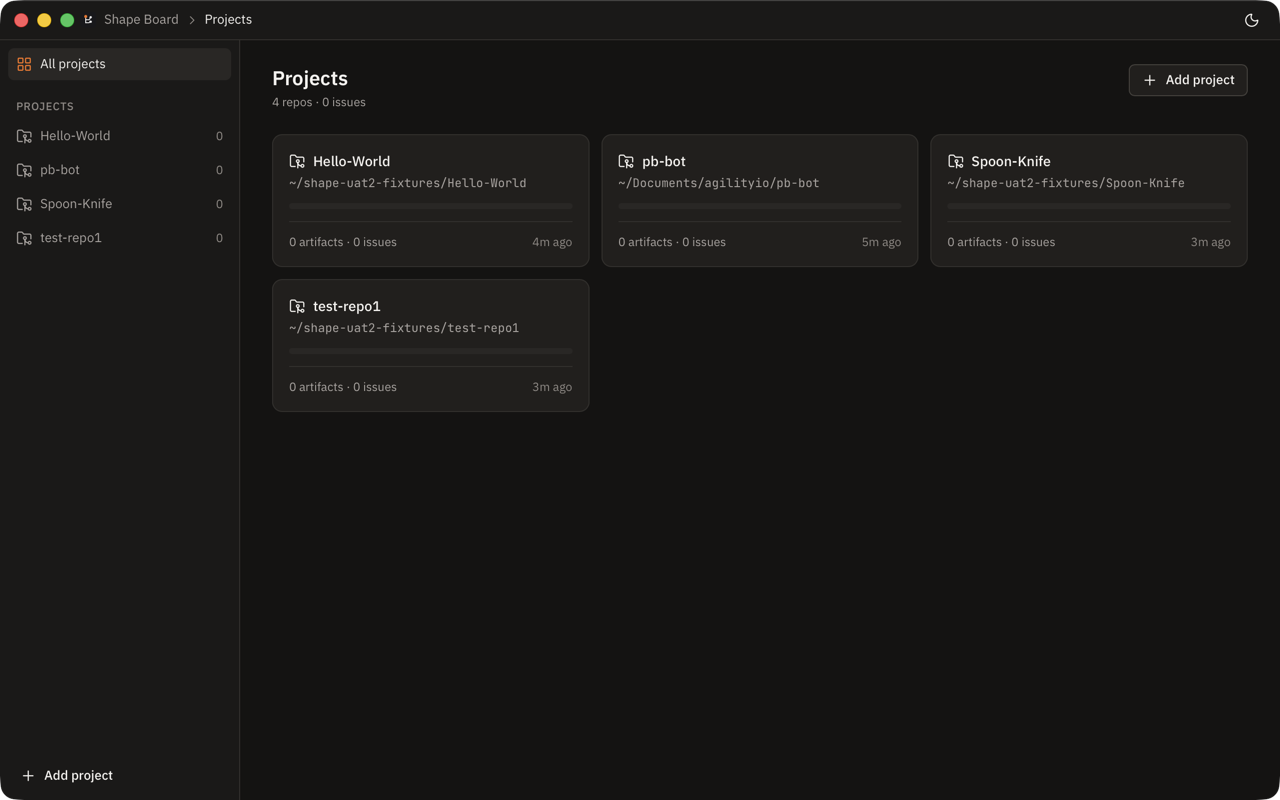 Shape Board > Projects
All projects
PROJECTS
Hello-World 0
pb-bot 0
Spoon-Knife 0
test-repo1 0
Add project
Projects
4 repos · 0 issues
Add project
Hello-World
~/shape-uat2-fixtures/Hello-World
0 artifacts · 0 issues 4m ago
pb-bot
~/Documents/agilityio/pb-bot
0 artifacts · 0 issues 5m ago
Spoon-Knife
~/shape-uat2-fixtures/Spoon-Knife
0 artifacts · 0 issues 3m ago
test-repo1
~/shape-uat2-fixtures/test-repo1
0 artifacts · 0 issues 3m ago